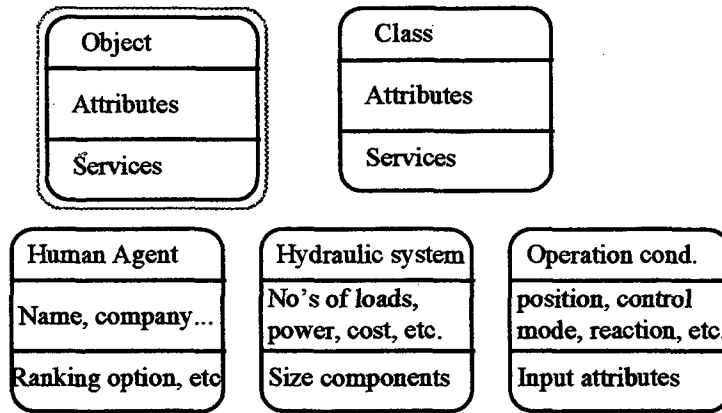 Object
Attributes
Services
Class
Attributes
Services
Human Agent
Name, company...
Ranking option, etc
Hydraulic system
No's of loads,
power, cost, etc.
Size components
Operation cond.
position, control
mode, reaction, etc.
Input attributes